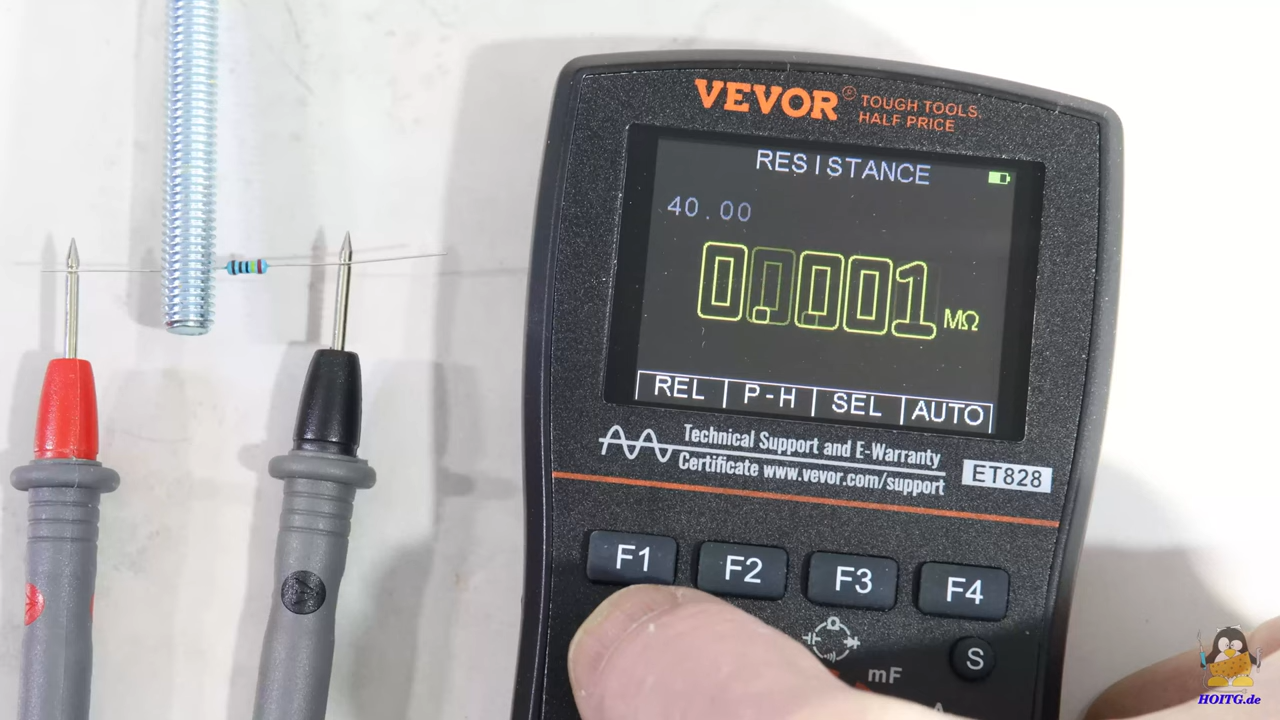 VEVOR®
TOUGH TOOLS,
HALF PRICE
RESISTANCE
40.00
0.001 MΩ
REL P-H SEL AUTO
Technical Support and E-Warranty
Certificate www.vevor.com/support
ET828
F1 F2 F3 F4
Ω
S
mF
A
HOITG.de